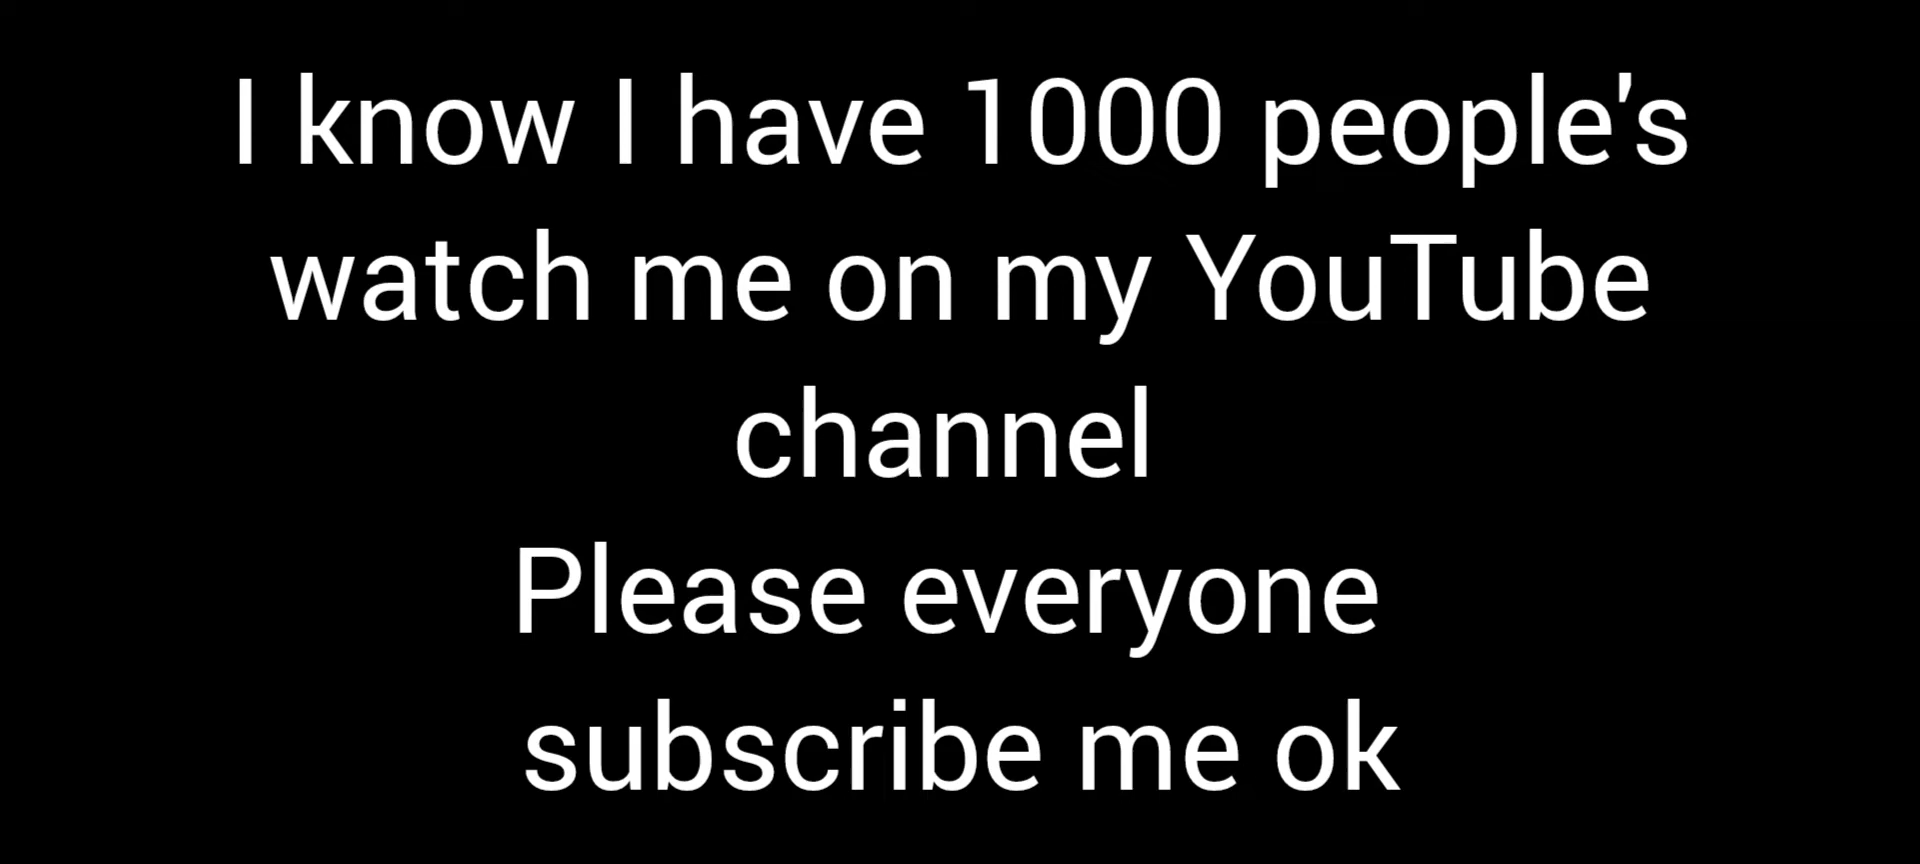 I know I have 1000 people's
watch me on my YouTube
channel
Please everyone
subscribe me ok